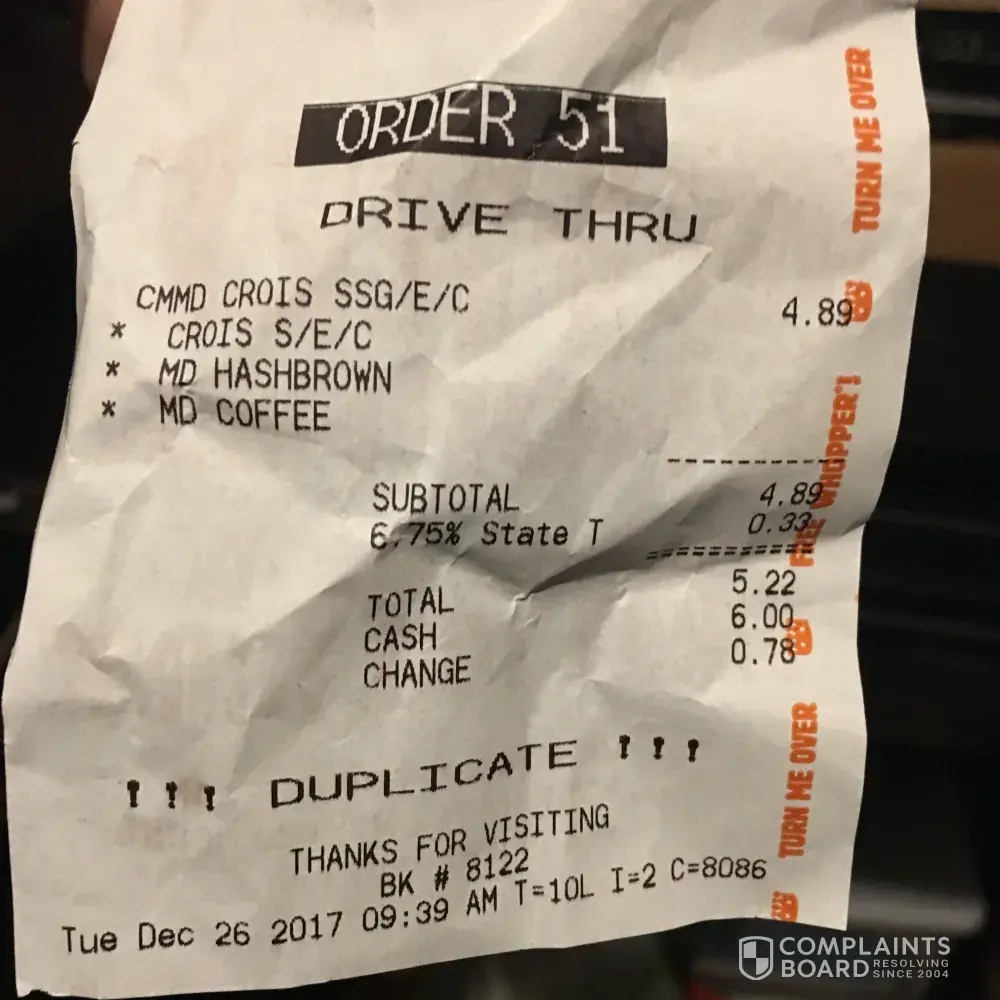 ORDER 51
DRIVE THRU
CMMD CROIS SSG/E/C 4.89
* CROIS S/E/C
* MD HASHBROWN
* MD COFFEE
----------
SUBTOTAL 4.89
6.75% State T 0.33
==========
TOTAL 5.22
CASH 6.00
CHANGE 0.78
!!! DUPLICATE !!!
THANKS FOR VISITING
BK # 8122
Tue Dec 26 2017 09:39 AM T=10L I=2 C=8086
TURN ME OVER
FREE WHOPPER!
TURN ME OVER
COMPLAINTS
BOARD RESOLVING
SINCE 2004